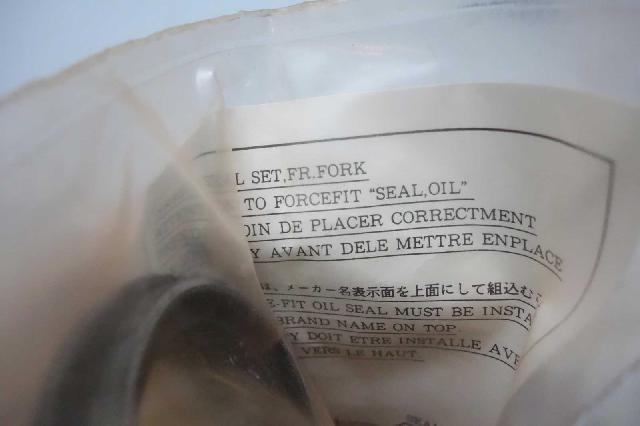 L SET,FR.FORK
TO FORCEFIT "SEAL,OIL"
OIN DE PLACER CORRECTMENT
Y AVANT DELE METTRE ENPLACE
は、メーカー名表示面を上面にして組込む
E-FIT OIL SEAL MUST BE INSTA
BRAND NAME ON TOP.
Y DOIT ETRE INSTALLE AVE
VERS LE HAUT.
SEAL